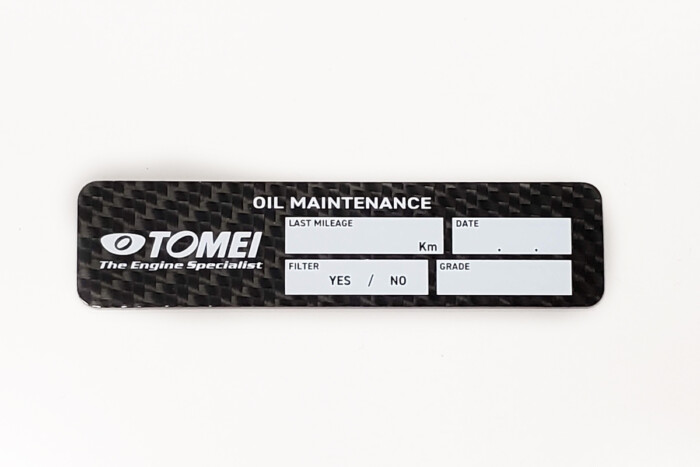 OIL MAINTENANCE
TOMEI
The Engine Specialist
LAST MILEAGE
Km
DATE
. .
FILTER
YES / NO
GRADE